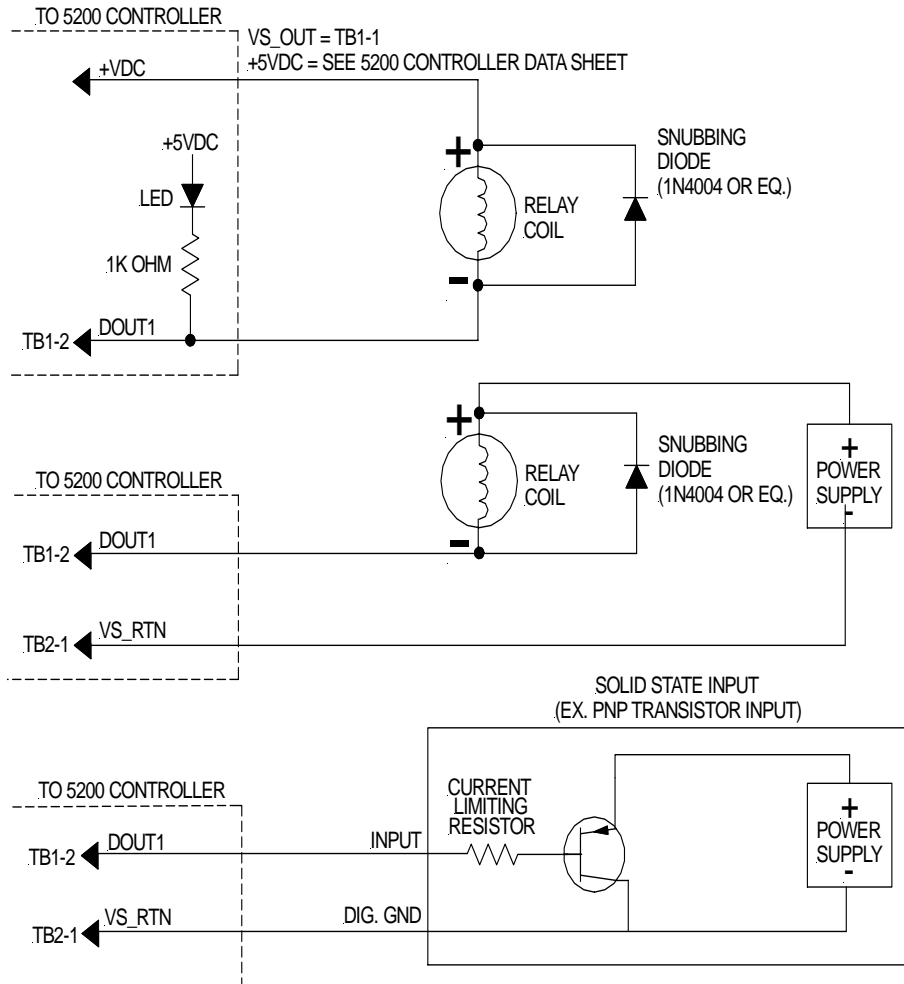 TO 5200 CONTROLLER
VS_OUT = TB1-1
+5VDC = SEE 5200 CONTROLLER DATA SHEET
+VDC
+5VDC
LED
1K OHM
TB1-2
DOUT1
+
RELAY
COIL
-
SNUBBING
DIODE
(1N4004 OR EQ.)
TO 5200 CONTROLLER
TB1-2
DOUT1
TB2-1
VS_RTN
+
RELAY
COIL
-
SNUBBING
DIODE
(1N4004 OR EQ.)
+
POWER
SUPPLY
-
SOLID STATE INPUT
(EX. PNP TRANSISTOR INPUT)
TO 5200 CONTROLLER
TB1-2
DOUT1
INPUT
CURRENT
LIMITING
RESISTOR
+
POWER
SUPPLY
-
TB2-1
VS_RTN
DIG. GND